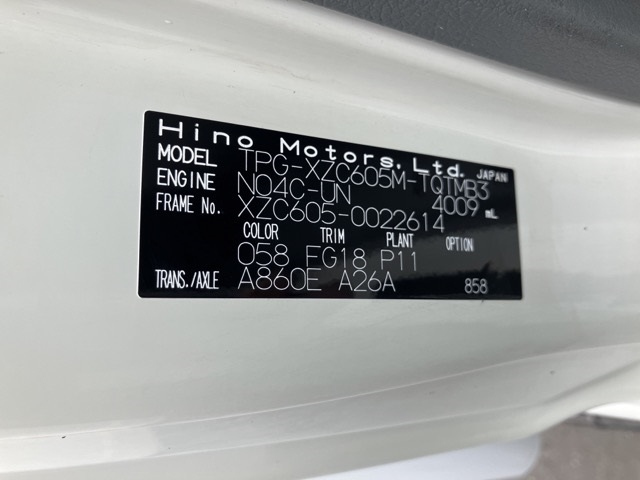 Hino Motors, Ltd. JAPAN
MODEL TPG-XZC605M-TQTMB3
ENGINE N04C-UN 4009 mL
FRAME No. XZC605-0022614
COLOR TRIM PLANT OPTION
058 EG18 P11
TRANS./AXLE A860E A26A 858